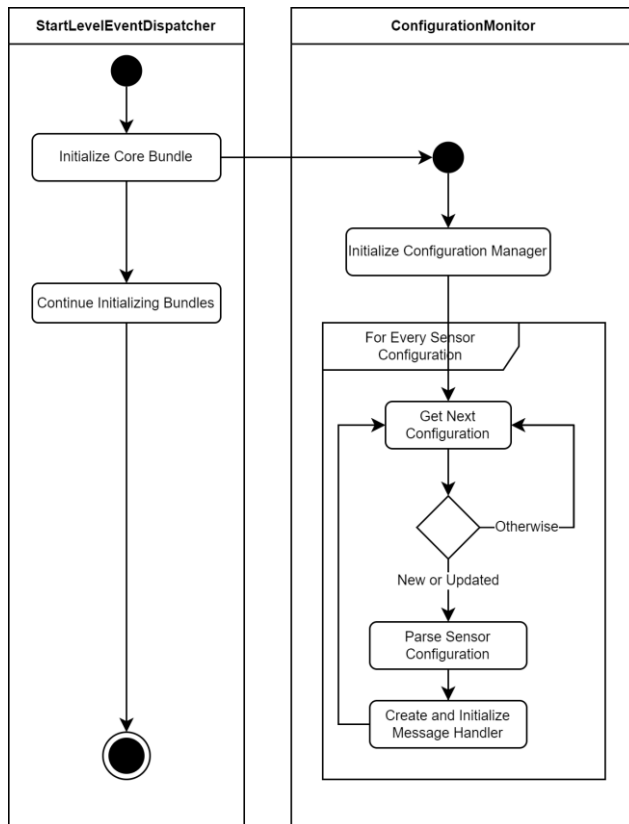 StartLevelEventDispatcher
ConfigurationMonitor
Initialize Core Bundle
Initialize Configuration Manager
Continue Initializing Bundles
For Every Sensor
Configuration
Get Next
Configuration
Otherwise
New or Updated
Parse Sensor
Configuration
Create and Initialize
Message Handler